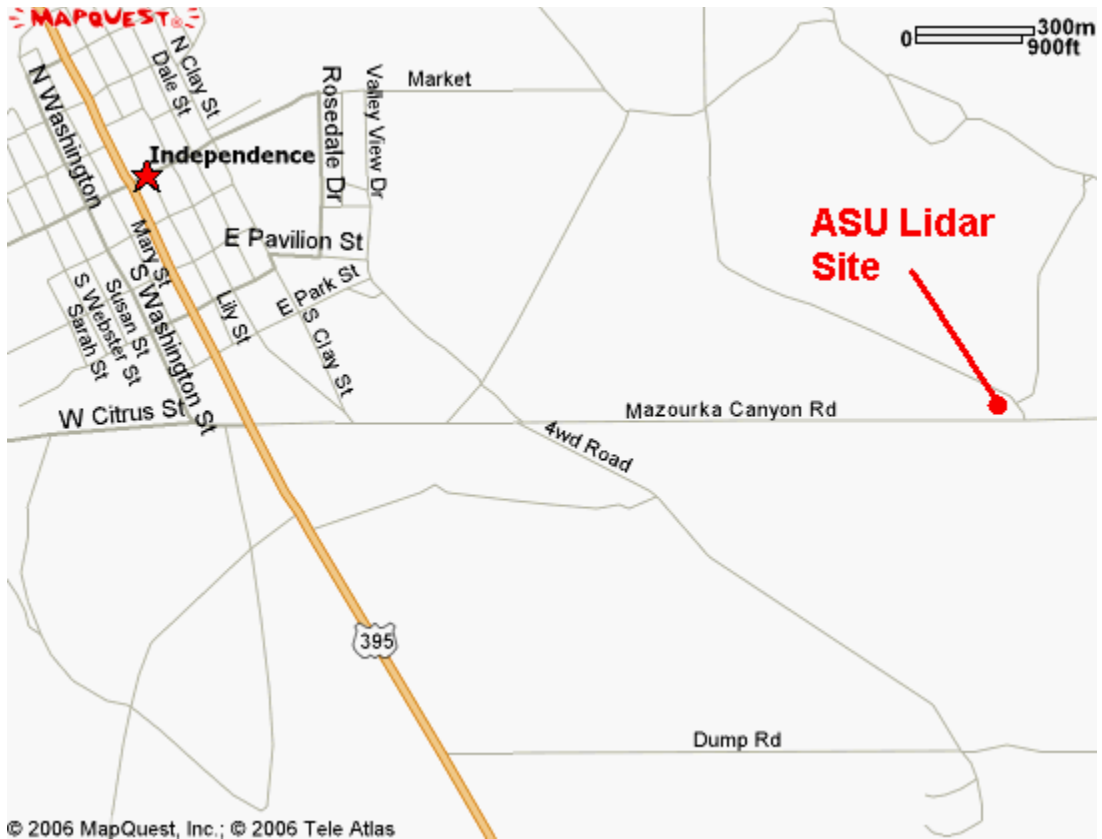 MAPQUEST®
0
300m
900ft
N Clay St
Dale St
N Washington
Rosedale Dr
Valley View Dr
Market
Independence
E Pavilion St
Mary St
S Washington St
Susan St
S Webster St
Sarah St
Lily St
E Park St
S Clay St
ASU Lidar
Site
W Citrus St
Mazourka Canyon Rd
4wd Road
395
Dump Rd
© 2006 MapQuest, Inc.; © 2006 Tele Atlas